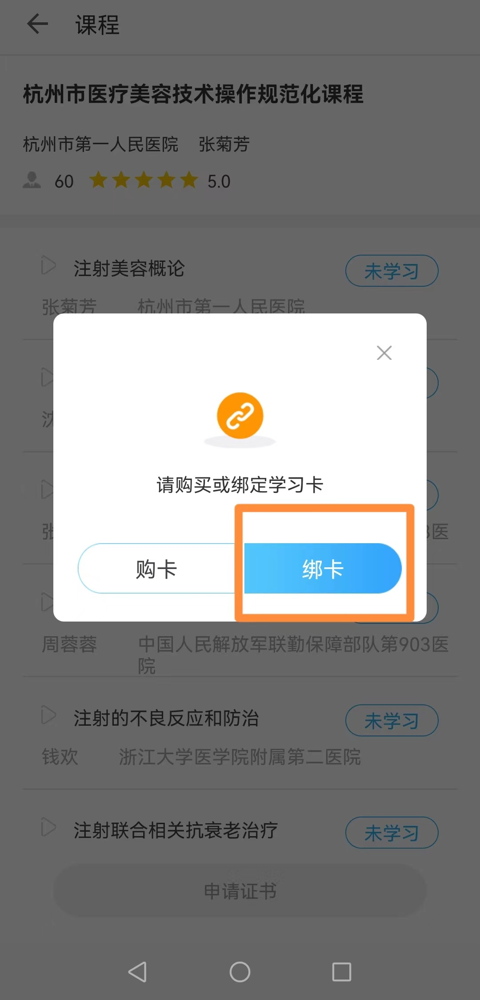 课程
杭州市医疗美容技术操作规范化课程
杭州市第一人民医院 张菊芳
60 5.0
注射美容概论 未学习
张菊芳 杭州市第一人民医院
请购买或绑定学习卡
3医
购卡 绑卡
周蓉蓉 中国人民解放军联勤保障部队第903医
院
注射的不良反应和防治 未学习
钱欢 浙江大学医学院附属第二医院
注射联合相关抗衰老治疗 未学习
申请证书